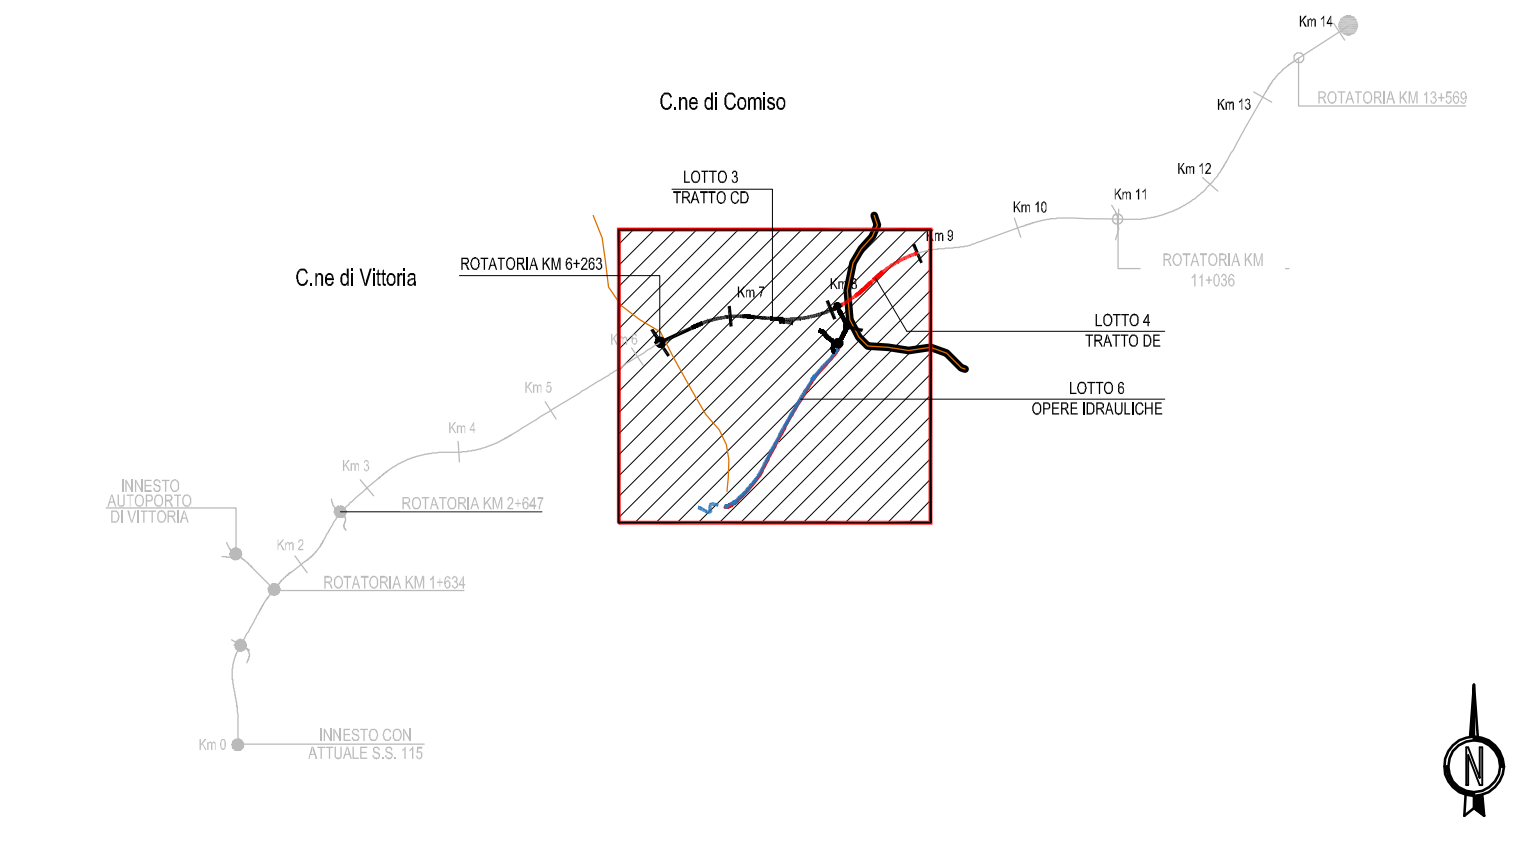 Km 14
ROTATORIA KM 13+569
C.ne di Comiso
Km 13
Km 12
LOTTO 3
TRATTO CD
Km 11
Km 10
Km 9
ROTATORIA KM 6+263
C.ne di Vittoria
ROTATORIA KM
11+036
Km 8
Km 7
LOTTO 4
TRATTO DE
Km 6
Km 5
LOTTO 6
OPERE IDRAULICHE
Km 4
Km 3
INNESTO
AUTOPORTO
DI VITTORIA
ROTATORIA KM 2+647
Km 2
ROTATORIA KM 1+634
Km 0
INNESTO CON
ATTUALE S.S. 115
N